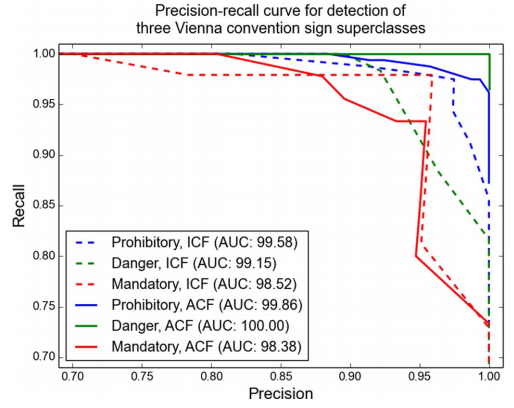 Precision-recall curve for detection of
three Vienna convention sign superclasses
1.00
0.95
0.90
0.85
0.80
0.75
0.70
Recall
Prohibitory, ICF (AUC: 99.58)
Danger, ICF (AUC: 99.15)
Mandatory, ICF (AUC: 98.52)
Prohibitory, ACF (AUC: 99.86)
Danger, ACF (AUC: 100.00)
Mandatory, ACF (AUC: 98.38)
0.70 0.75 0.80 0.85 0.90 0.95 1.00
Precision